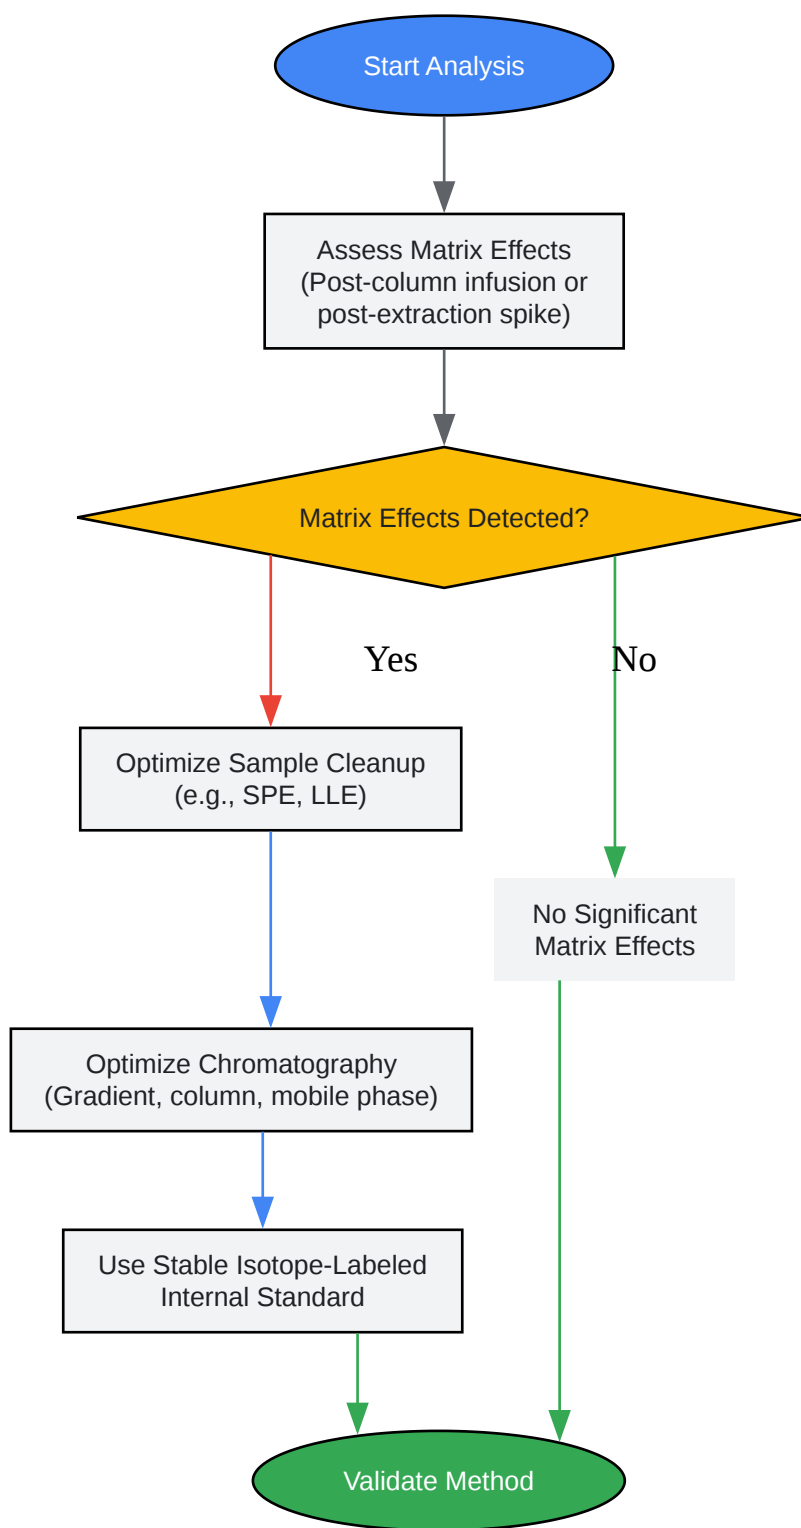 Start Analysis
Assess Matrix Effects
(Post-column infusion or
post-extraction spike)
Matrix Effects Detected?
Yes
No
Optimize Sample Cleanup
(e.g., SPE, LLE)
No Significant
Matrix Effects
Optimize Chromatography
(Gradient, column, mobile phase)
Use Stable Isotope-Labeled
Internal Standard
Validate Method